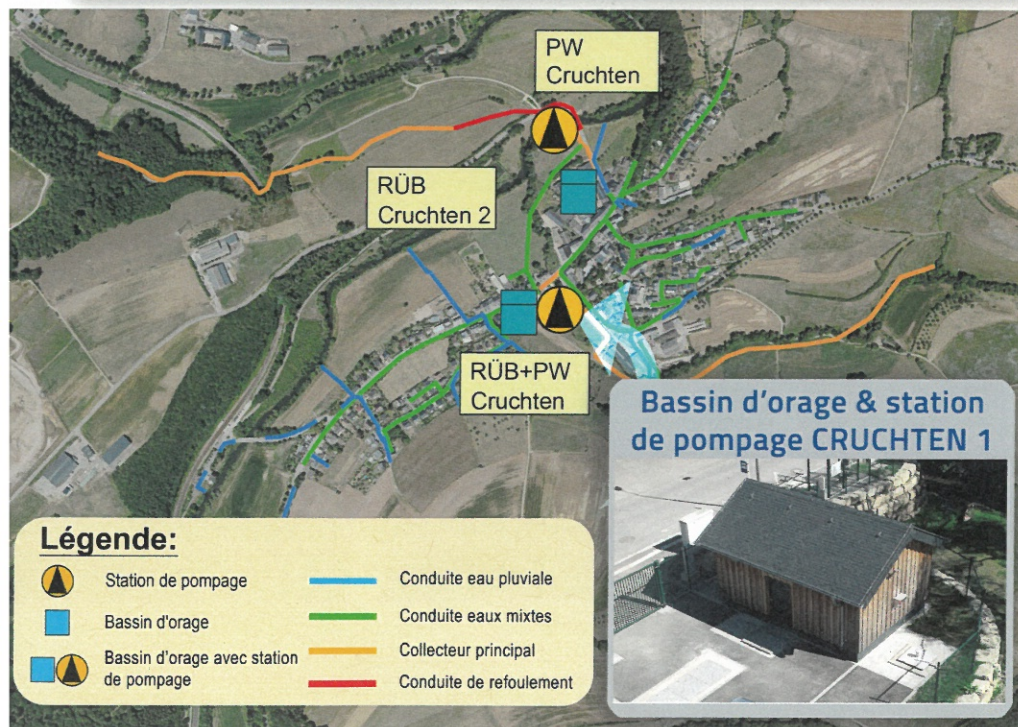 PW
Cruchten
RÜB
Cruchten 2
RÜB+PW
Cruchten
Bassin d'orage & station
de pompage CRUCHTEN 1
Légende:
Station de pompage
Bassin d'orage
Bassin d'orage avec station
de pompage
Conduite eau pluviale
Conduite eaux mixtes
Collecteur principal
Conduite de refoulement